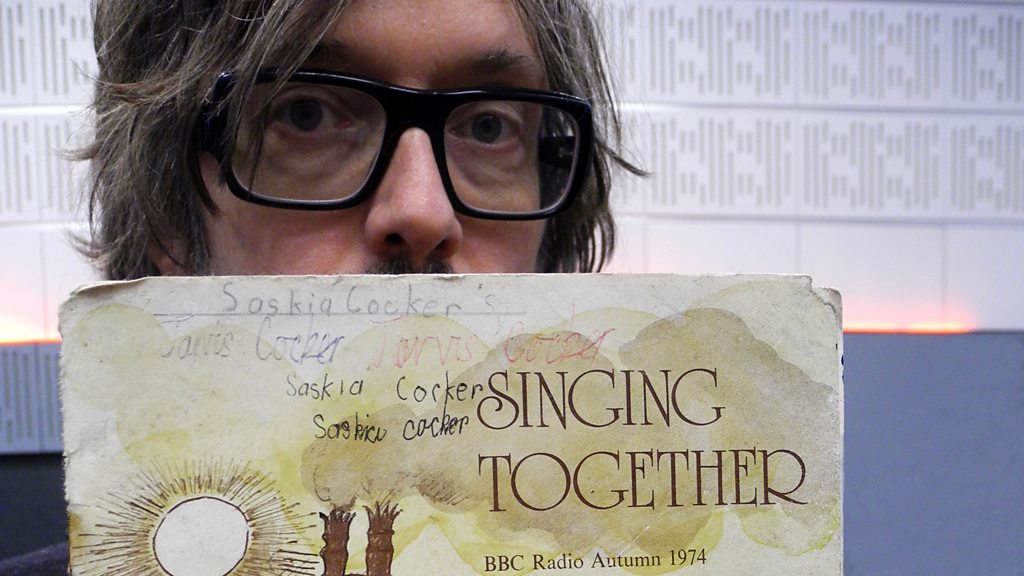 Saskia Cocker's
Jarvis Cocker Jarvis Cocker
Saskia Cocker
Saskia cocker
SINGING
TOGETHER
BBC Radio Autumn 1974